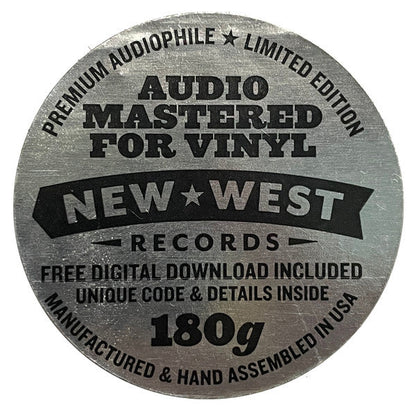 PREMIUM AUDIOPHILE ★ LIMITED EDITION
AUDIO
MASTERED
FOR VINYL
NEW★WEST
RECORDS
FREE DIGITAL DOWNLOAD INCLUDED
UNIQUE CODE & DETAILS INSIDE
180g
MANUFACTURED & HAND ASSEMBLED IN USA